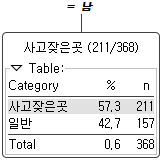 = 남
사고잦은곳 (211/368)
Table:
Category % n
사고잦은곳 57,3 211
일반 42,7 157
Total 0,6 368